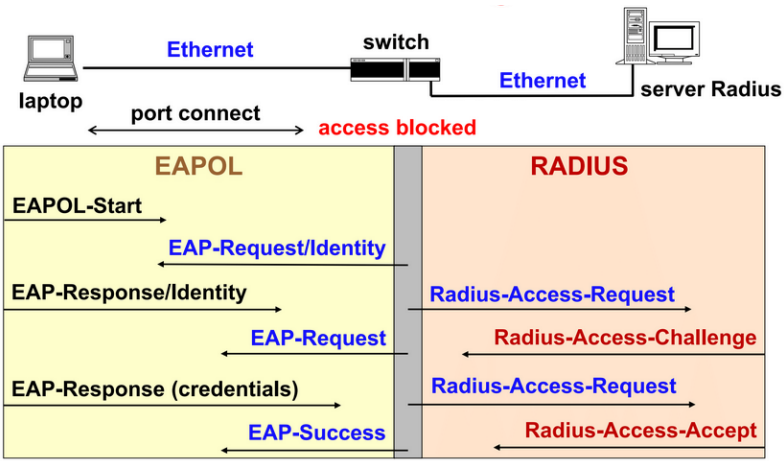 Ethernet
switch
Ethernet
laptop
server Radius
port connect
access blocked
EAPOL
RADIUS
EAPOL-Start
EAP-Request/Identity
EAP-Response/Identity
Radius-Access-Request
EAP-Request
Radius-Access-Challenge
EAP-Response (credentials)
Radius-Access-Request
EAP-Success
Radius-Access-Accept